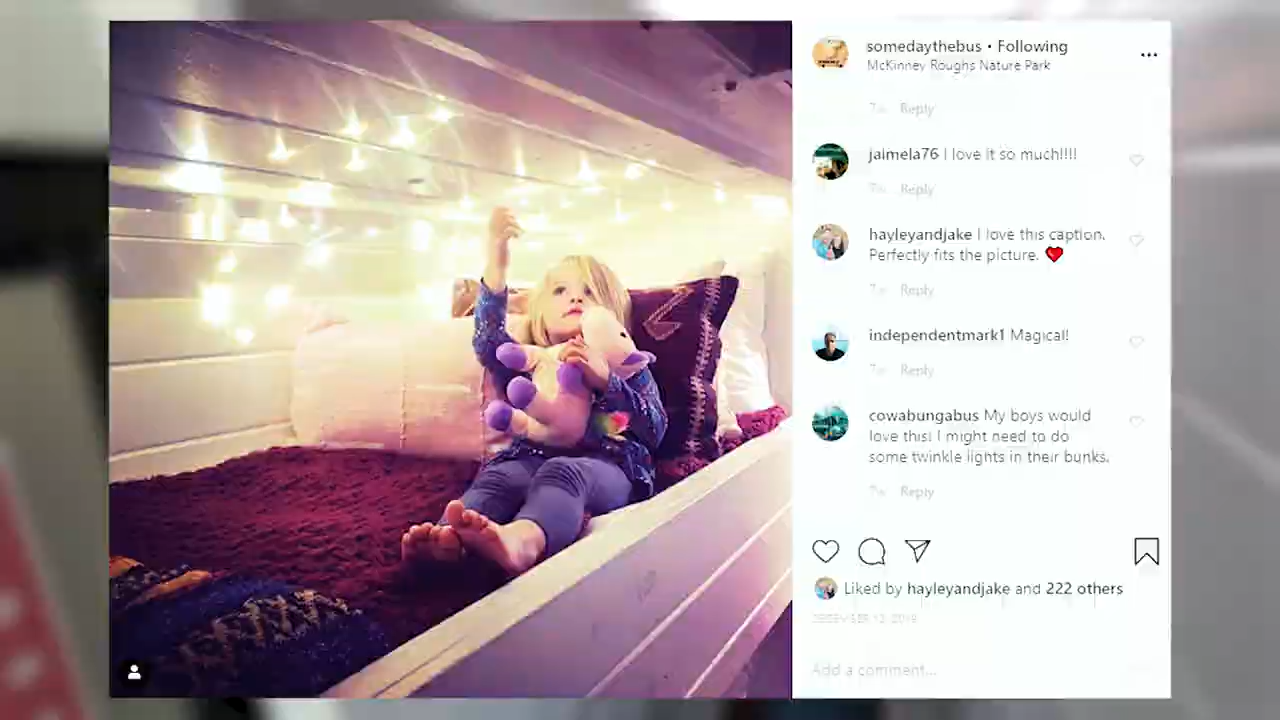 somedaythebus • Following
McKinney Roughs Nature Park
Reply
jaimela76 I love it so much!!!!
Reply
hayleyandjake I love this caption.
Perfectly fits the picture. ❤️
Reply
independentmark1 Magical!
Reply
cowabungabus My boys would
love this! I might need to do
some twinkle lights in their bunks.
Reply
Liked by hayleyandjake and 222 others
Add a comment...